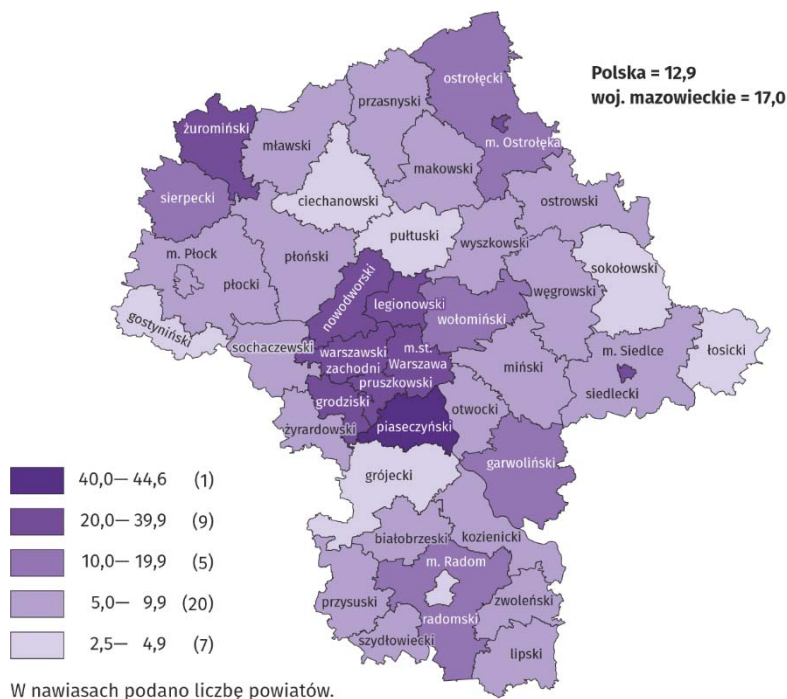 ostrołęcki
Polska = 12,9
woj. mazowieckie = 17,0
przasnyski
żuromiński
mławski
m. Ostrołęka
makowski
sierpecki
ciechanowski
ostrowski
pułtuski
wyszkowski
m. Płock
płoński
sokołowski
płocki
nowodworski
węgrowski
legionowski
gostyniński
wołomiński
sochaczewski
warszawski
zachodni
m.st.
Warszawa
m. Siedlce
łosicki
miński
pruszkowski
siedlecki
grodziski
otwocki
żyrardowski
piaseczyński
garwoliński
grójecki
40,0— 44,6 (1)
20,0— 39,9 (9)
10,0— 19,9 (5)
5,0— 9,9 (20)
2,5— 4,9 (7)
białobrzeski
kozienicki
m. Radom
przysuski
zwoleński
radomski
szydłowiecki
lipski
W nawiasach podano liczbę powiatów.